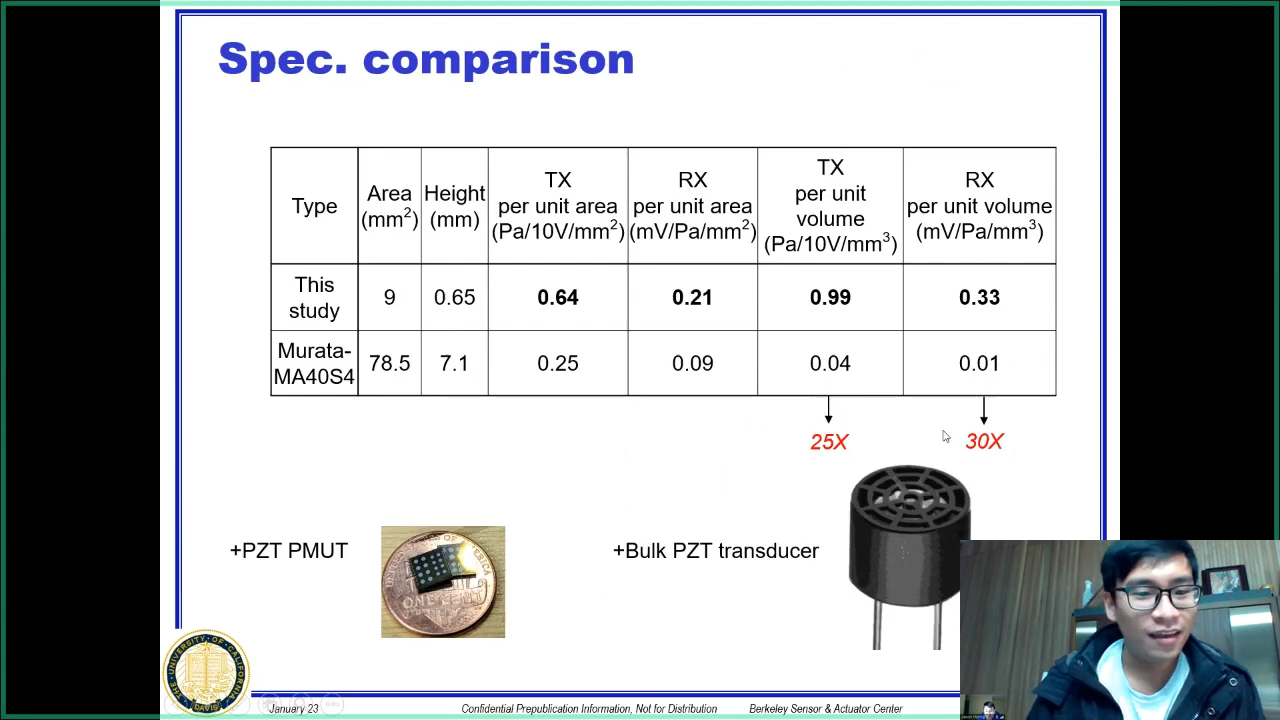 Spec. comparison
Type
Area
(mm2)
Height
(mm)
TX
per unit area
(Pa/10V/mm2)
RX
per unit area
(mV/Pa/mm2)
TX
per unit
volume
(Pa/10V/mm3)
RX
per unit volume
(mV/Pa/mm3)
This
study
9
0.65
0.64
0.21
0.99
0.33
Murata-
MA40S4
78.5
7.1
0.25
0.09
0.04
0.01
25X
30X
+PZT PMUT
ONE CENT
+Bulk PZT transducer
January 23
Confidential Prepublication Information, Not for Distribution
Berkeley Sensor & Actuator Center